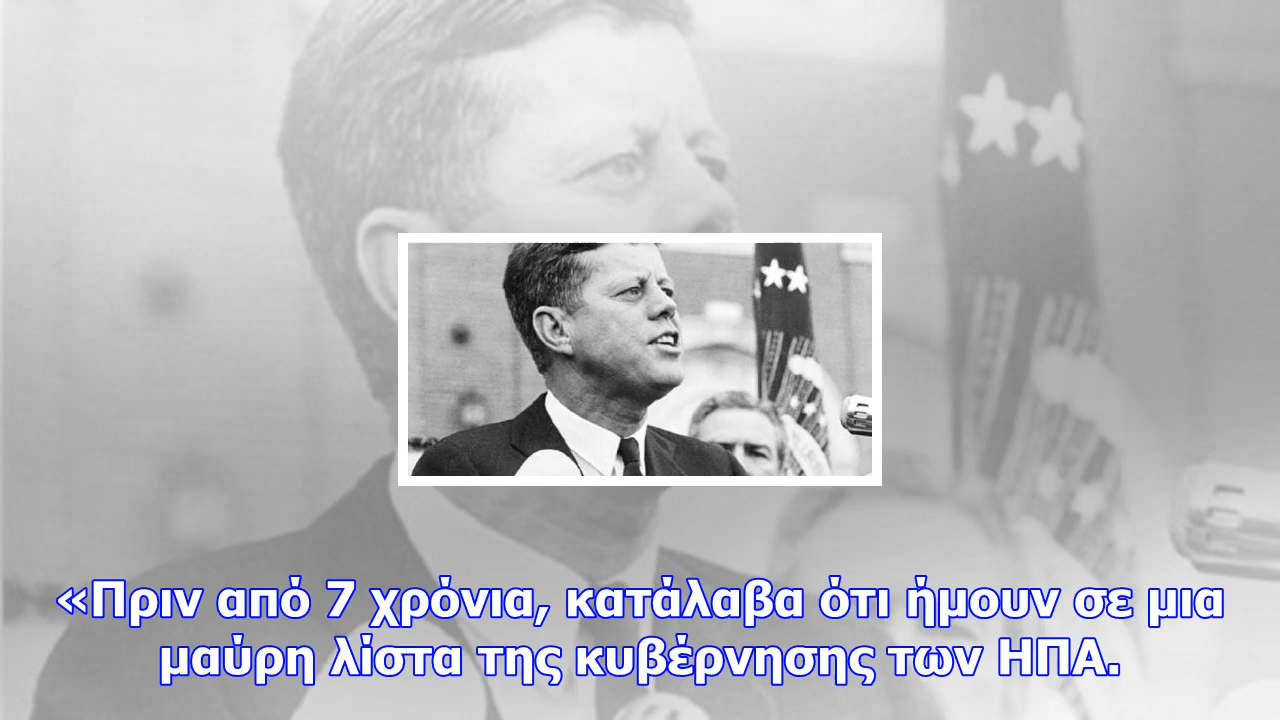 «Πριν από 7 χρόνια, κατάλαβα ότι ήμουν σε μια
μαύρη λίστα της κυβέρνησης των ΗΠΑ.